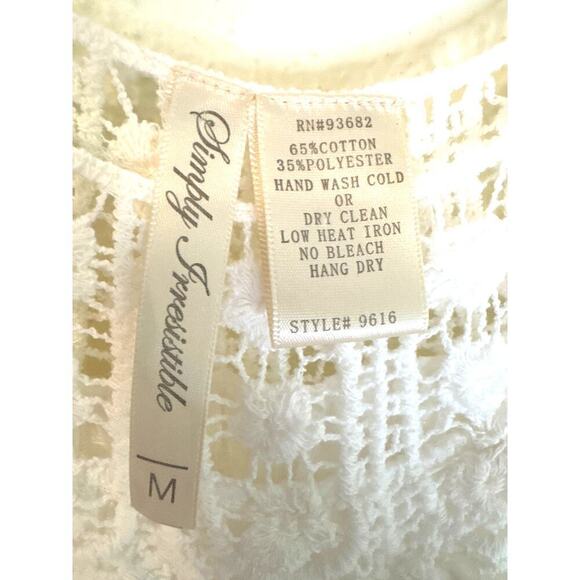 Simply Irresistible
M
RN#93682
65%COTTON
35%POLYESTER
HAND WASH COLD
OR
DRY CLEAN
LOW HEAT IRON
NO BLEACH
HANG DRY
STYLE# 9616